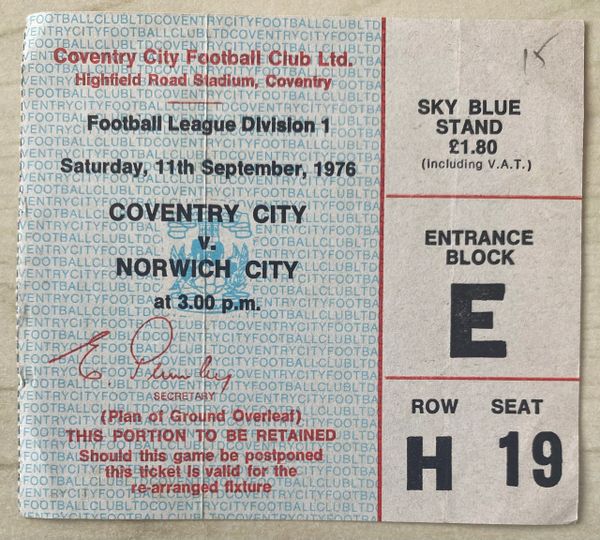 Coventry City Football Club Ltd.
Highfield Road Stadium, Coventry
Football League Division 1
Saturday, 11th September, 1976
COVENTRY CITY
v.
NORWICH CITY
at 3.00 p.m.
E. Plumley
SECRETARY
(Plan of Ground Overleaf)
THIS PORTION TO BE RETAINED
Should this game be postponed
this ticket is valid for the
re-arranged fixture
15
SKY BLUE
STAND
£1.80
(Including V.A.T.)
ENTRANCE
BLOCK
E
ROW SEAT
H 19